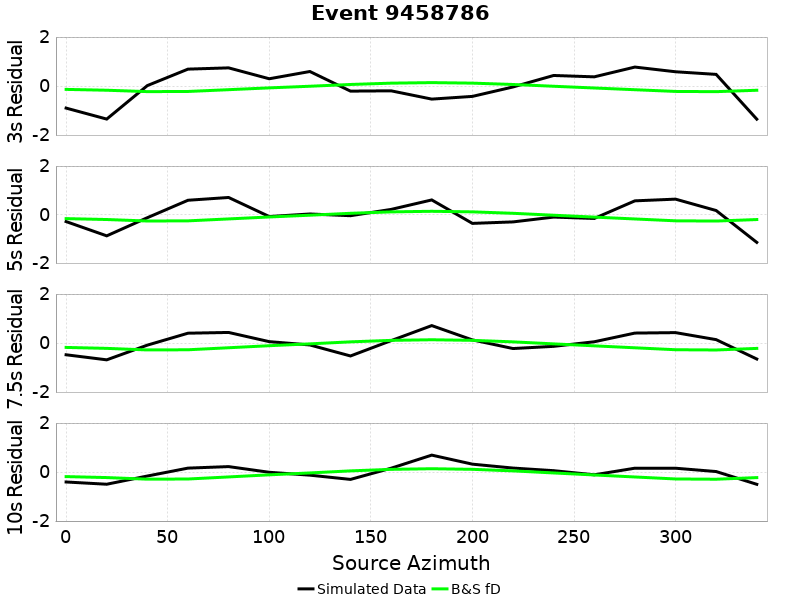 Event 9458786
3s Residual
2
0
-2
5s Residual
2
0
-2
7.5s Residual
2
0
-2
10s Residual
2
0
-2
0 50 100 150 200 250 300
Source Azimuth
Simulated Data B&S fD